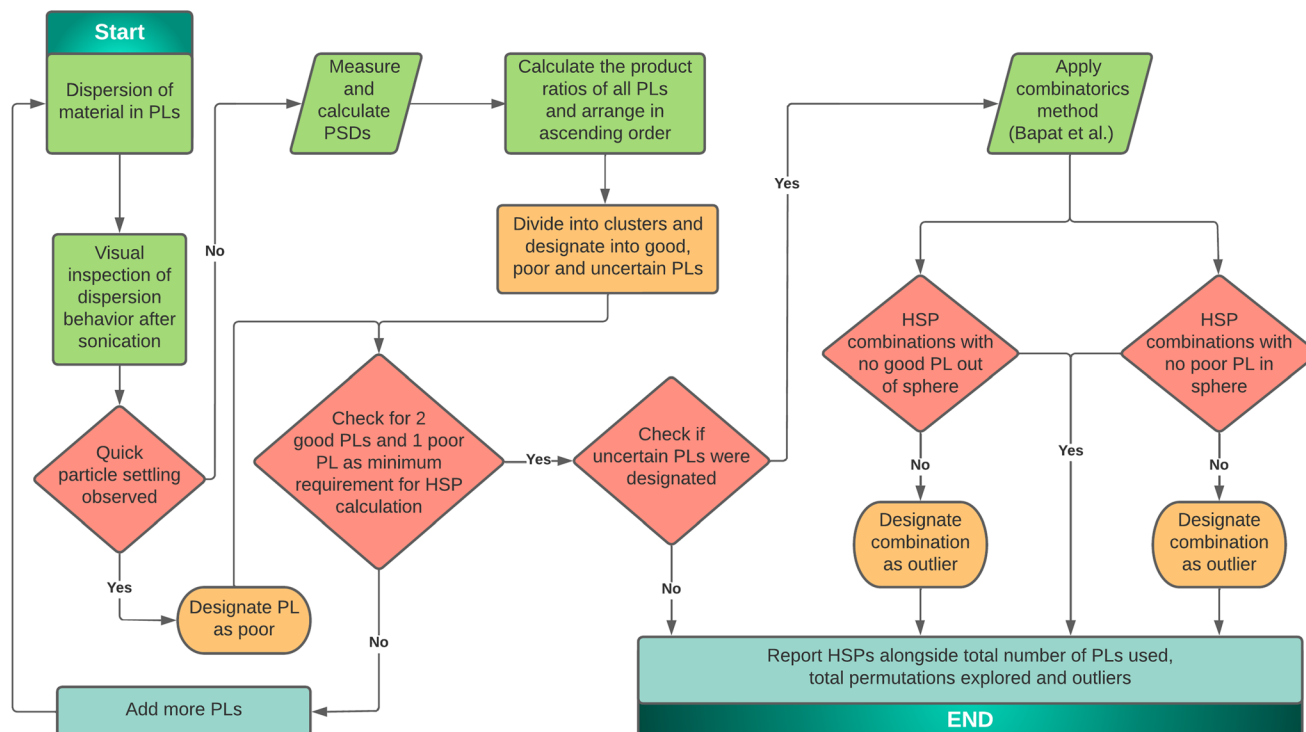 Start
Dispersion of
material in PLs
Visual
inspection of
dispersion
behavior after
sonication
Quick
particle settling
observed
Yes
No
Designate PL
as poor
Add more PLs
Measure
and
calculate
PSDs
Calculate the product
ratios of all PLs
and arrange in
ascending order
Divide into clusters and
designate into good,
poor and uncertain PLs
Check for 2
good PLs and 1 poor
PL as minimum
requirement for HSP
calculation
Yes
No
Check if
uncertain PLs were
designated
Yes
No
Apply
combinatorics
method
(Bapat et al.)
HSP
combinations with
no good PL out
of sphere
HSP
combinations with
no poor PL in
sphere
No
Yes
No
Designate
combination
as outlier
Designate
combination
as outlier
Report HSPs alongside total number of PLs used,
total permutations explored and outliers
END